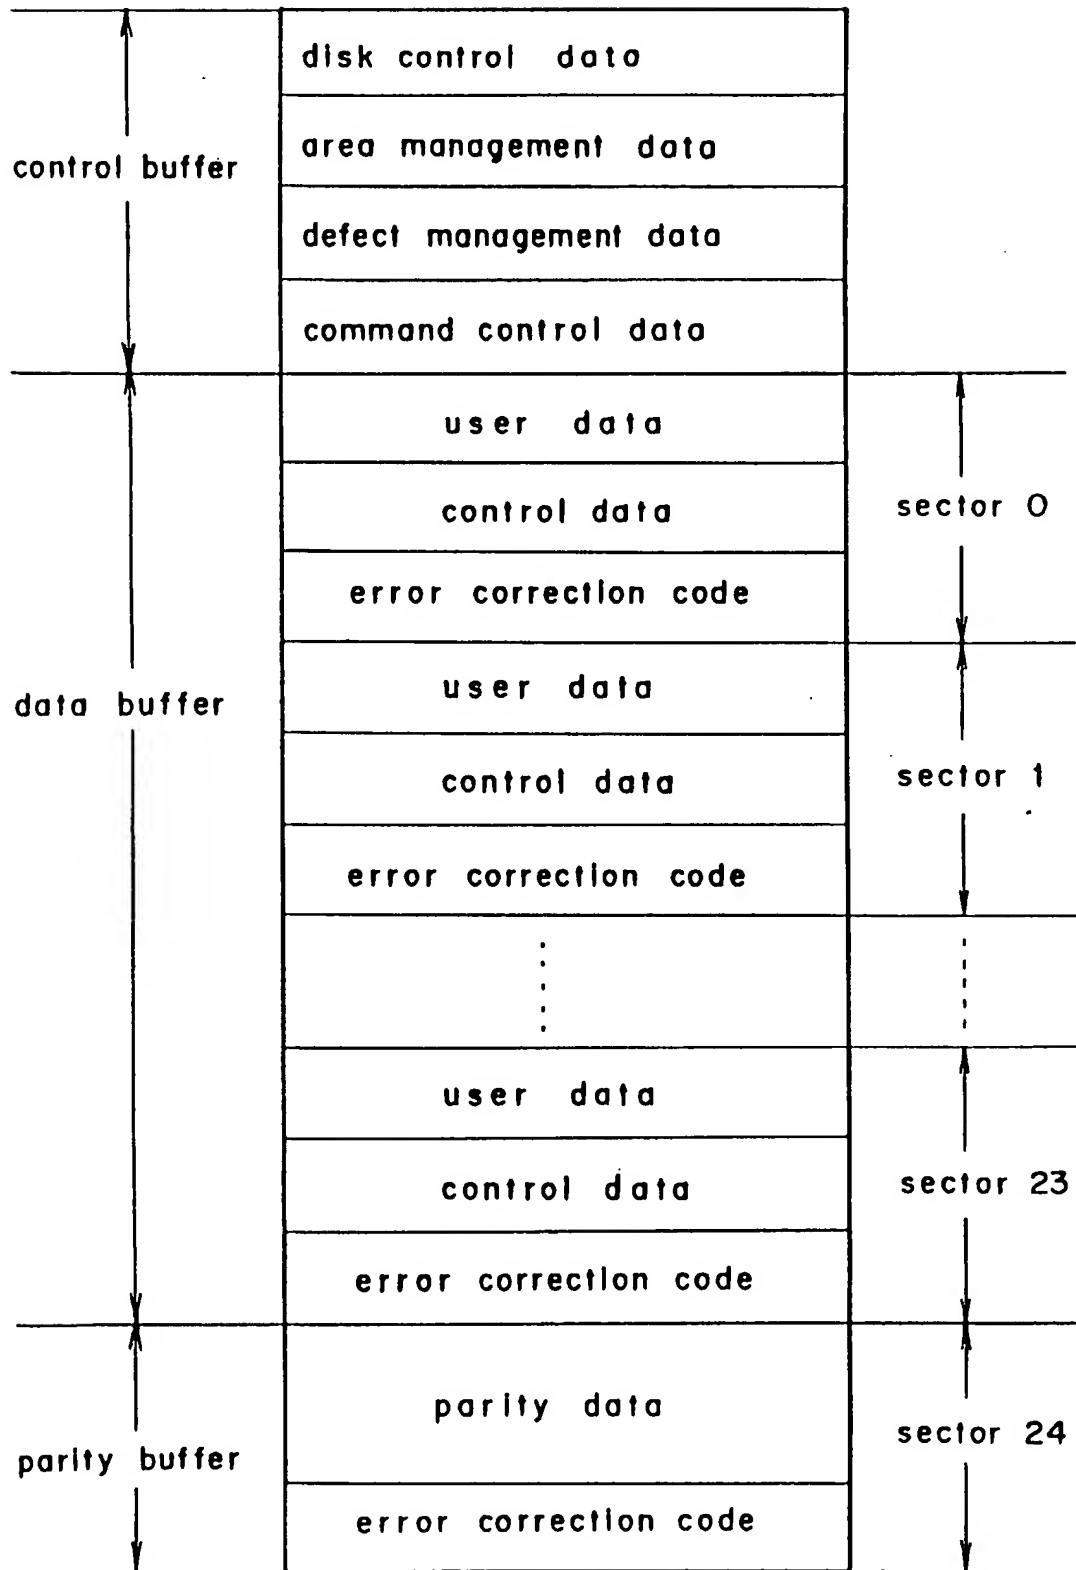 disk control data
area management data
control buffer
defect management data
command control data
user data
control data
sector 0
error correction code
user data
data buffer
control data
sector 1
error correction code
user data
control data
sector 23
error correction code
parity data
sector 24
parity buffer
error correction code